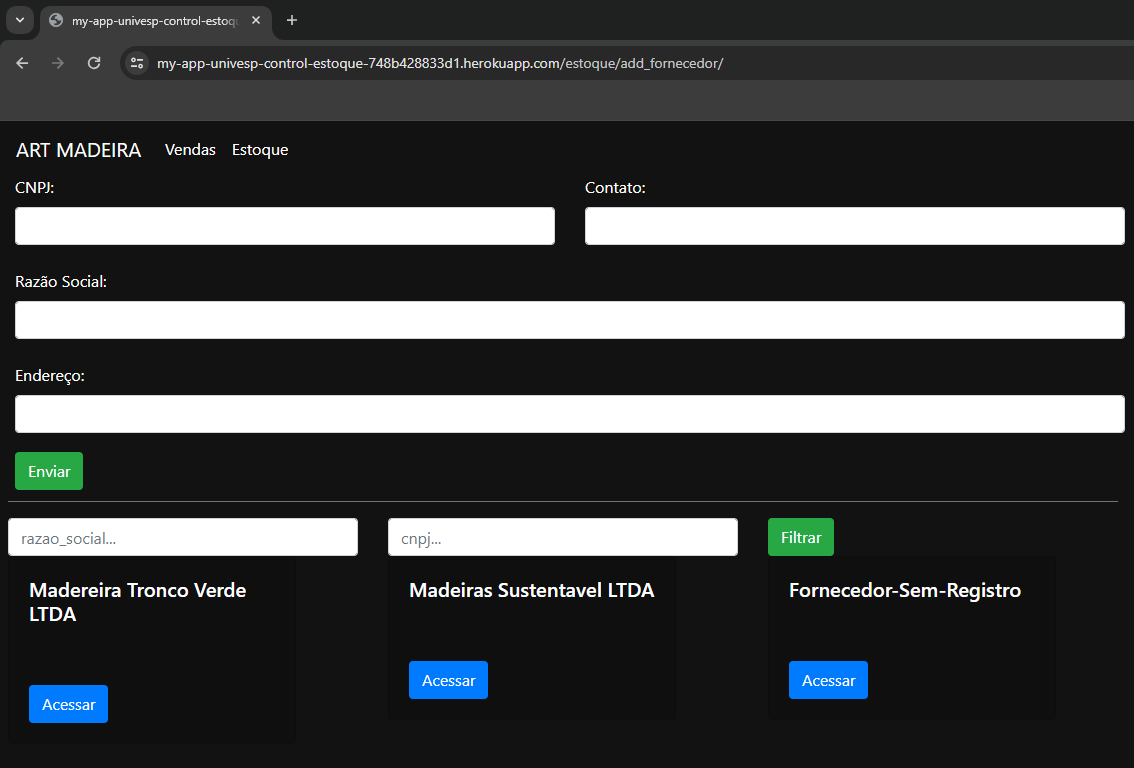 my-app-univesp-control-estoqu
my-app-univesp-control-estoque-748b428833d1.herokuapp.com/estoque/add_fornecedor/
ART MADEIRA Vendas Estoque
CNPJ: Contato:
Razão Social:
Endereço:
Enviar
razao_social... cnpj... Filtrar
Madereira Tronco Verde Madeiras Sustentavel LTDA Fornecedor-Sem-Registro
LTDA
Acessar Acessar
Acessar